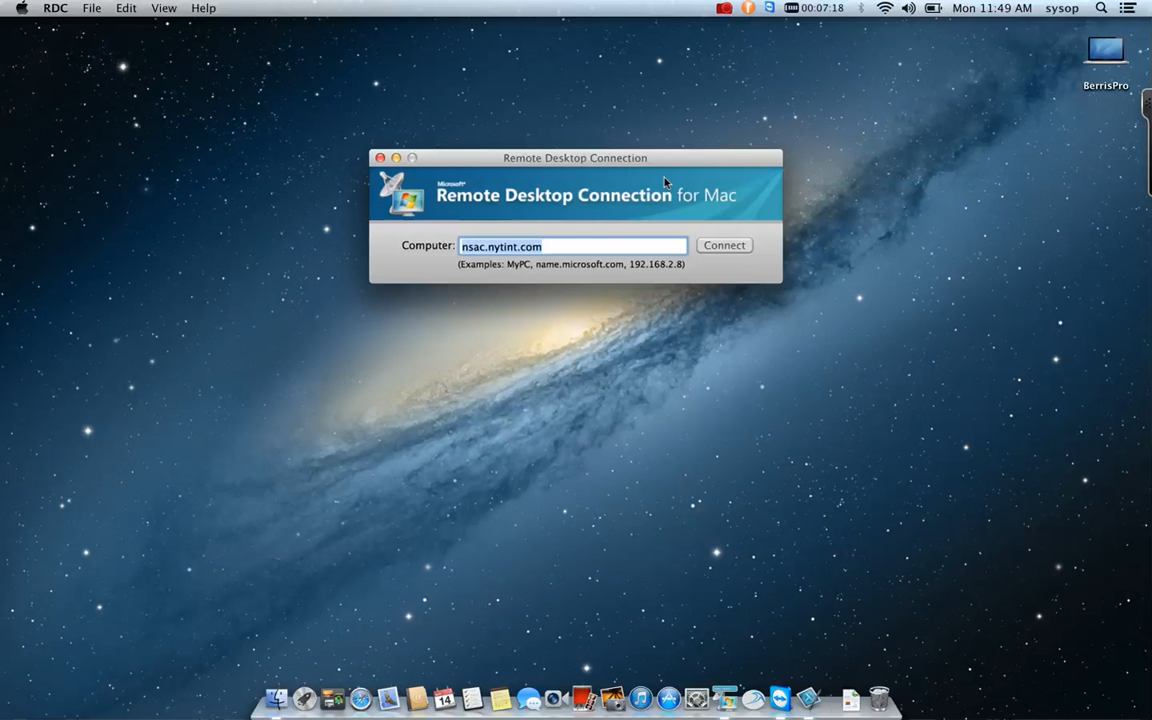 RDC File Edit View Help 00:07:18 Mon 11:49 AM sysop
BerrisPro
Remote Desktop Connection
Microsoft®
Remote Desktop Connection for Mac
Computer: nsac.nytint.com Connect
(Examples: MyPC, name.microsoft.com, 192.168.2.8)
14